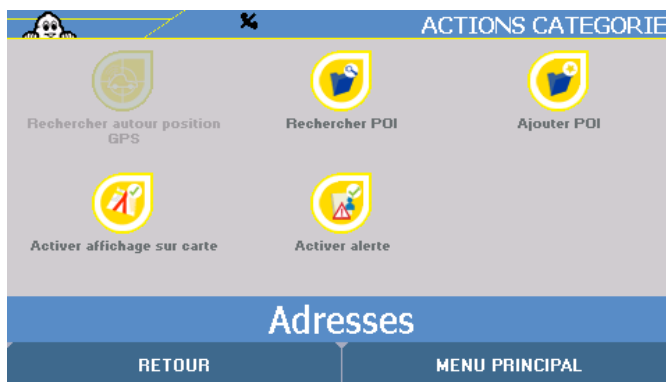 ACTIONS CATEGORIE
Rechercher autour position
GPS
Rechercher POI
Ajouter POI
Activer affichage sur carte
Activer alerte
Adresses
RETOUR
MENU PRINCIPAL